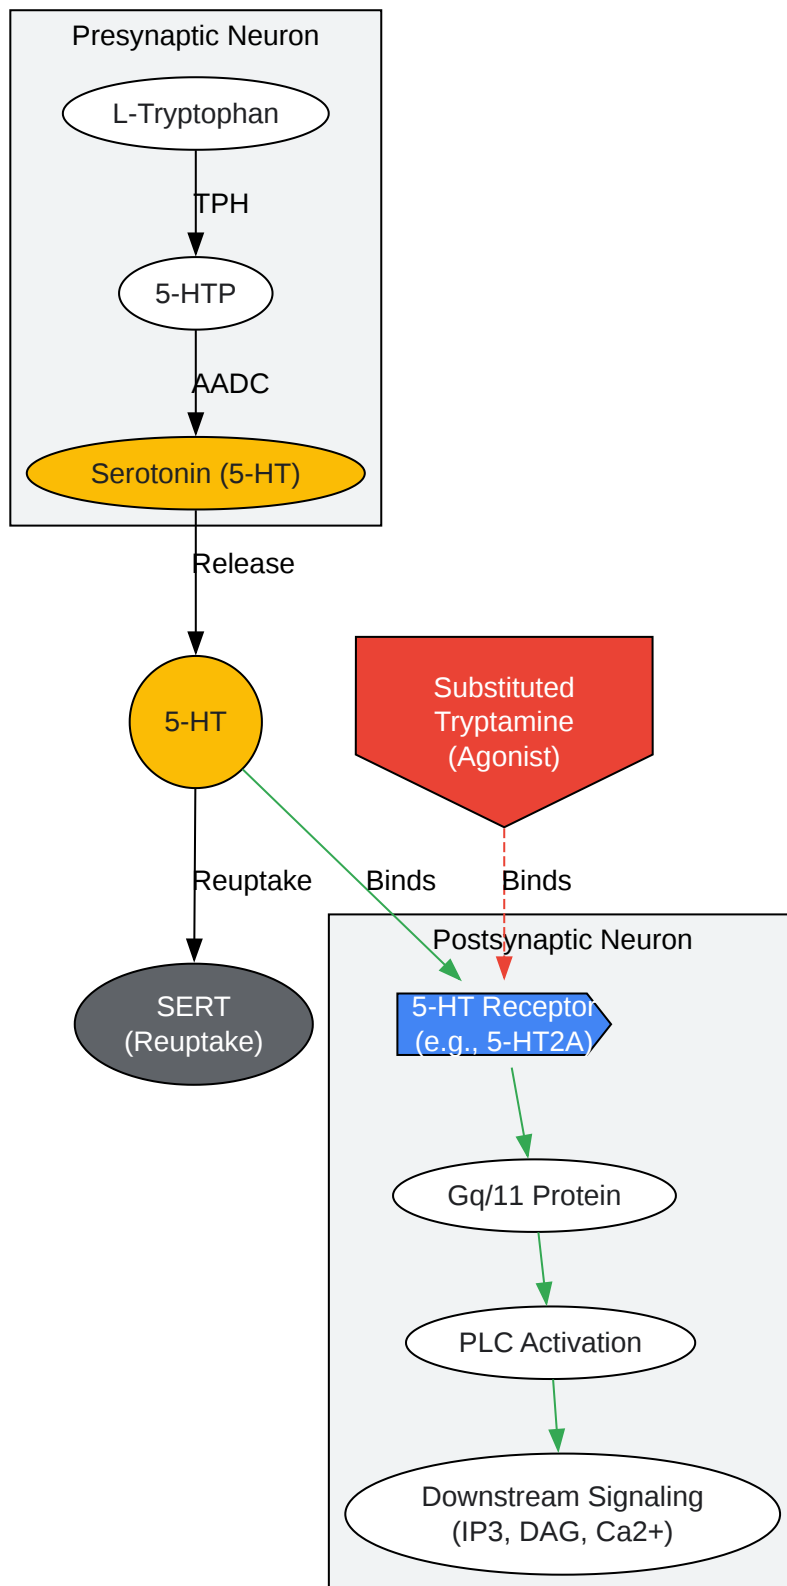 Presynaptic Neuron
L-Tryptophan
TPH
5-HTP
AADC
Serotonin (5-HT)
Release
5-HT
Substituted
Tryptamine
(Agonist)
Reuptake
Binds
Binds
Postsynaptic Neuron
SERT
(Reuptake)
5-HT Receptor
(e.g., 5-HT2A)
Gq/11 Protein
PLC Activation
Downstream Signaling
(IP3, DAG, Ca2+)